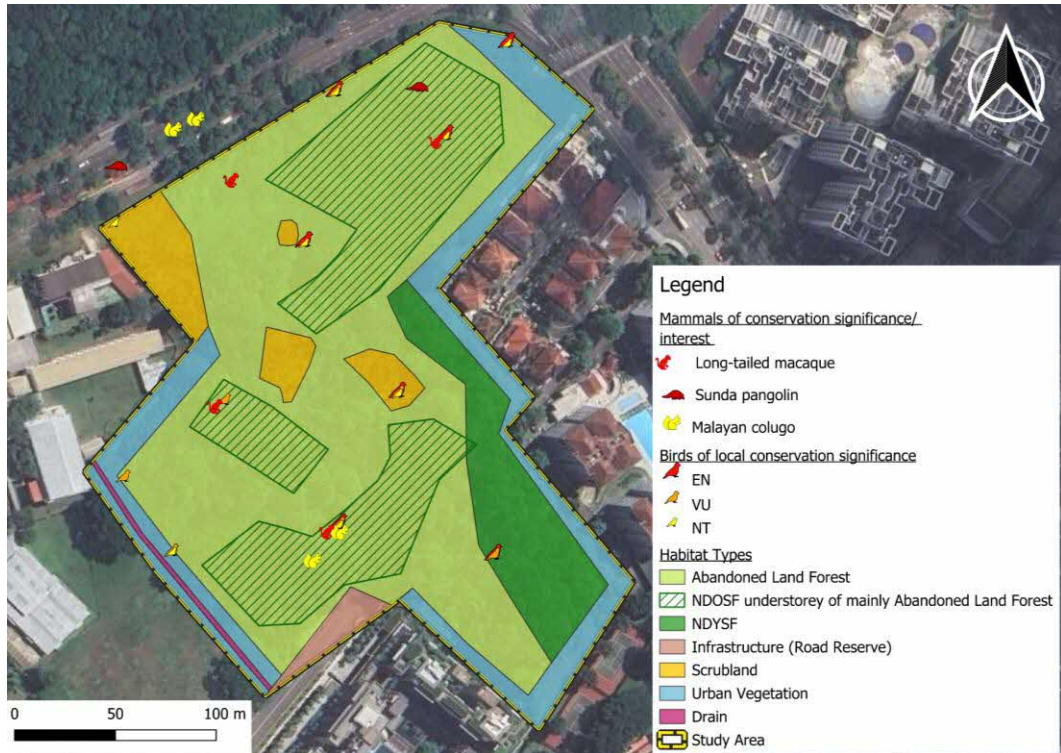 Legend
Mammals of conservation significance/
interest
Long-tailed macaque
Sunda pangolin
Malayan colugo
Birds of local conservation significance
EN
VU
NT
Habitat Types
Abandoned Land Forest
NDOSF understorey of mainly Abandoned Land Forest
NDYSF
Infrastructure (Road Reserve)
Scrubland
Urban Vegetation
Drain
Study Area
0 50 100 m